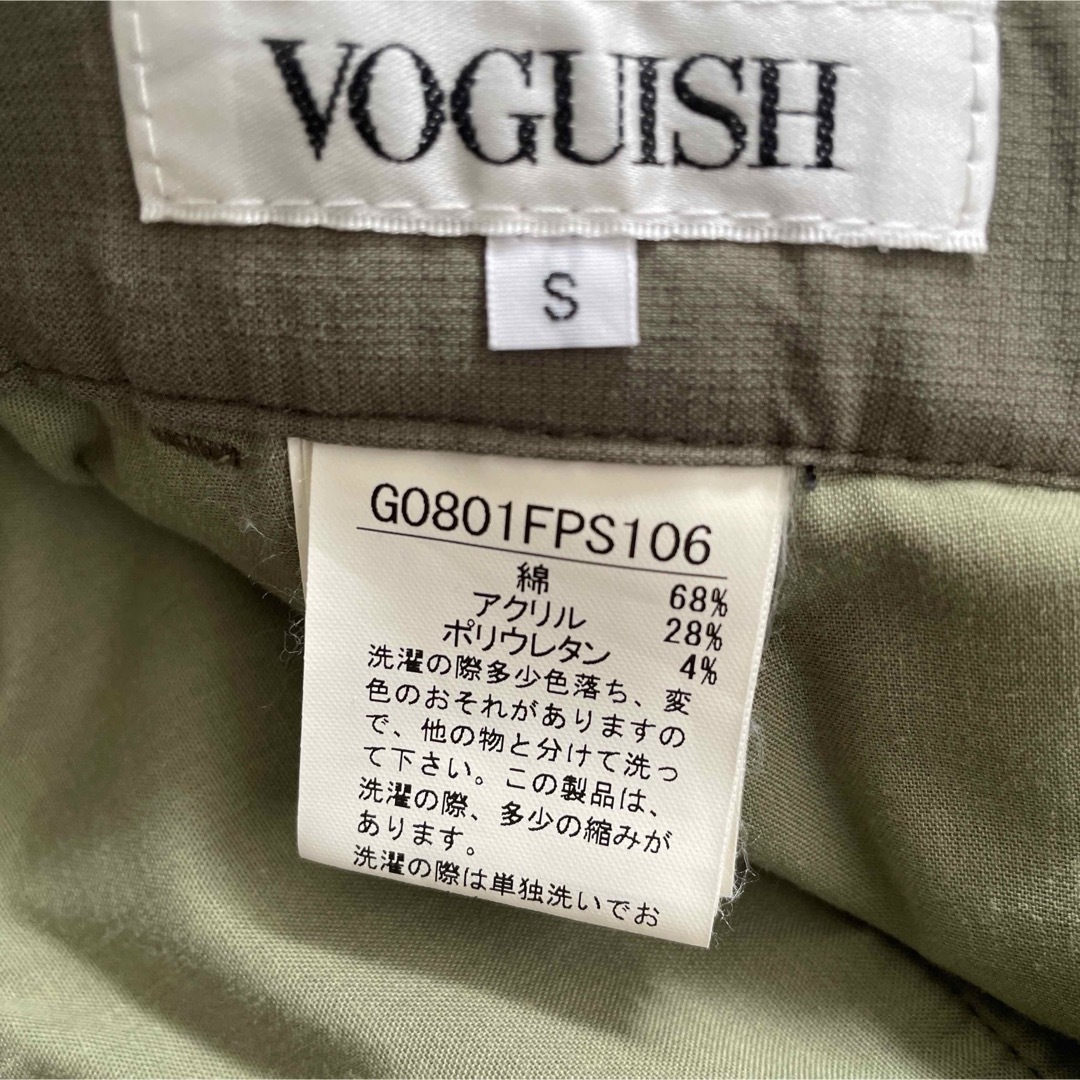 VOGUISH
S
G0801FPS106
綿 68%
アクリル 28%
ポリウレタン 4%
洗濯の際多少色落ち、変
色のおそれがありますの
で、他の物と分けて洗っ
て下さい。この製品は、
洗濯の際、多少の縮みが
あります。
洗濯の際は単独洗いでお